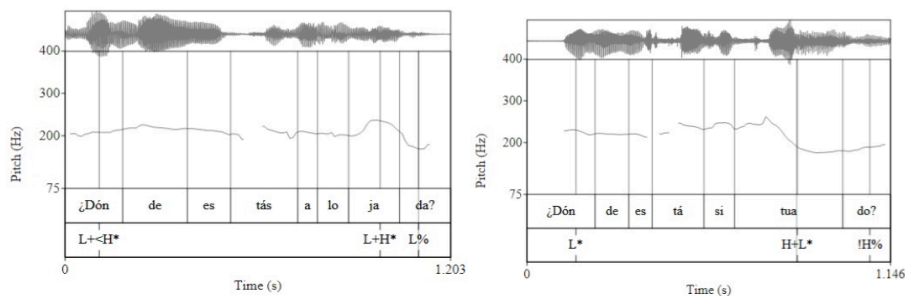 400
300
200
75
Pitch (Hz)
¿Dón de es tás a lo ja da?
L+<H* L+H* L%
0 1.203
Time (s)
400
300
200
75
Pitch (Hz)
¿Dón de es tá si tua do?
L* H+L* !H%
0 1.146
Time (s)